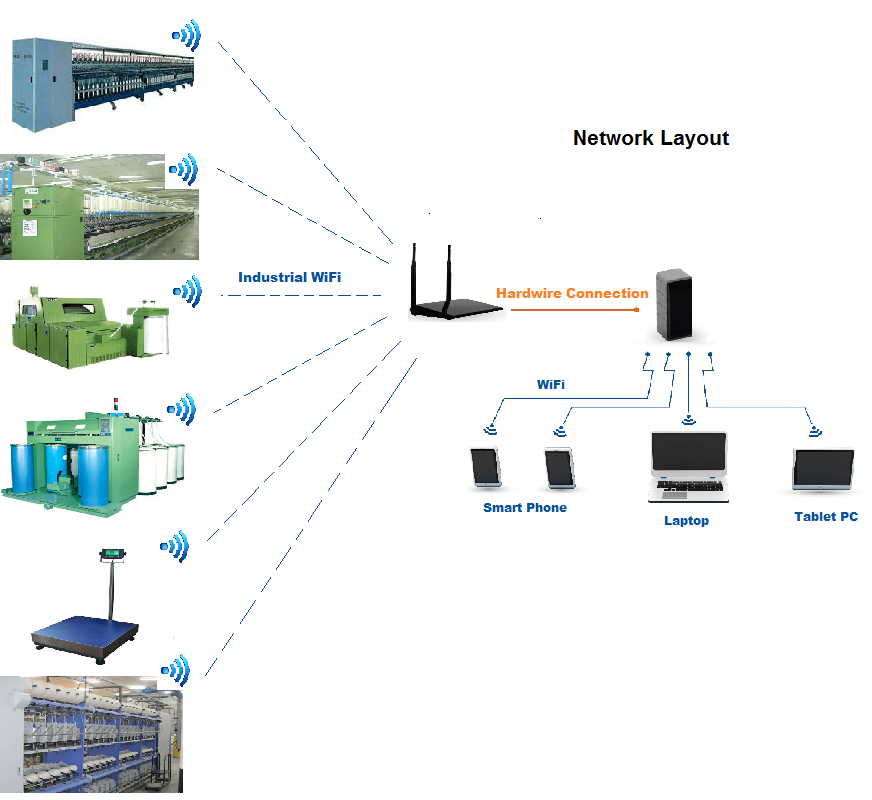 Network Layout
Industrial WiFi
Hardwire Connection
WiFi
Smart Phone
Laptop
Tablet PC